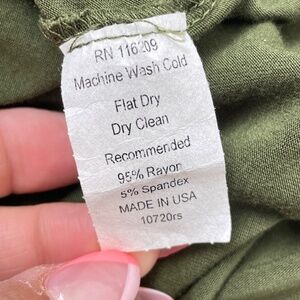 RN 116209
Machine Wash Cold
Flat Dry
Dry Clean
Recommended
95% Rayon
5% Spandex
MADE IN USA
10720rs